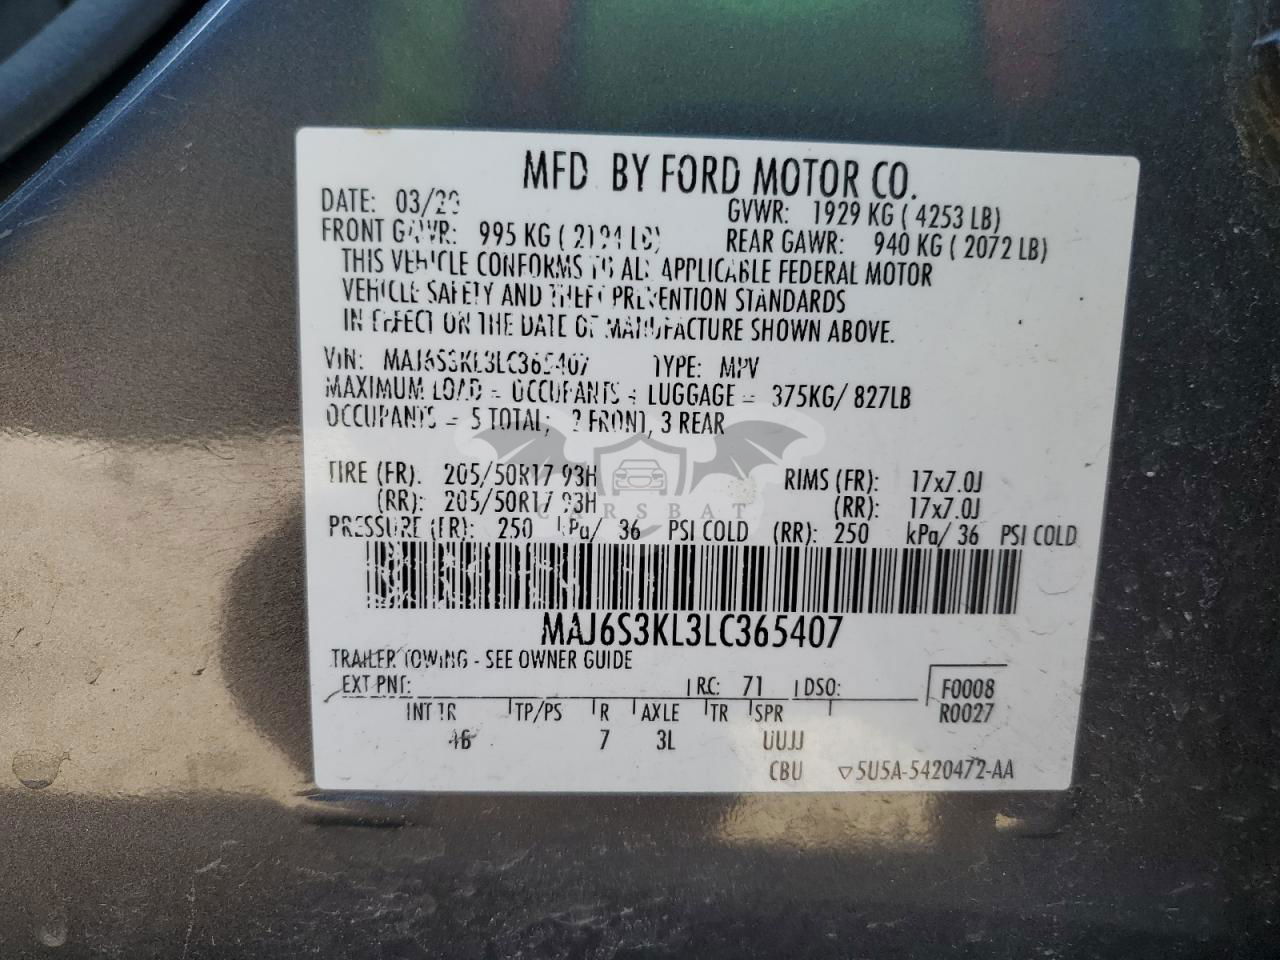 MFD BY FORD MOTOR CO.
DATE: 03/20 GVWR: 1929 KG ( 4253 LB)
FRONT GAWR: 995 KG ( 2194 LB) REAR GAWR: 940 KG ( 2072 LB)
THIS VEHICLE CONFORMS TO ALL APPLICABLE FEDERAL MOTOR
VEHICLE SAFETY AND THEFT PREVENTION STANDARDS
IN EFFECT ON THE DATE OF MANUFACTURE SHOWN ABOVE.
VIN: MAJ6S3KL3LC365407 TYPE: MPV
MAXIMUM LOAD = OCCUPANTS + LUGGAGE = 375KG/ 827LB
OCCUPANTS = 5 TOTAL; 2 FRONT, 3 REAR
TIRE (FR): 205/50R17 93H RIMS (FR): 17x7.0J
(RR): 205/50R17 93H (RR): 17x7.0J
CARSBAT
PRESSURE (FR): 250 kPa/ 36 PSI COLD (RR): 250 kPa/ 36 PSI COLD
MAJ6S3KL3LC365407
TRAILER TOWING - SEE OWNER GUIDE
EXT PNT: RC: 71 DSO: F0008
R0027
INT TR TP/PS R AXLE TR SPR
7 3L UUJJ
CBU ▽5U5A-5420472-AA